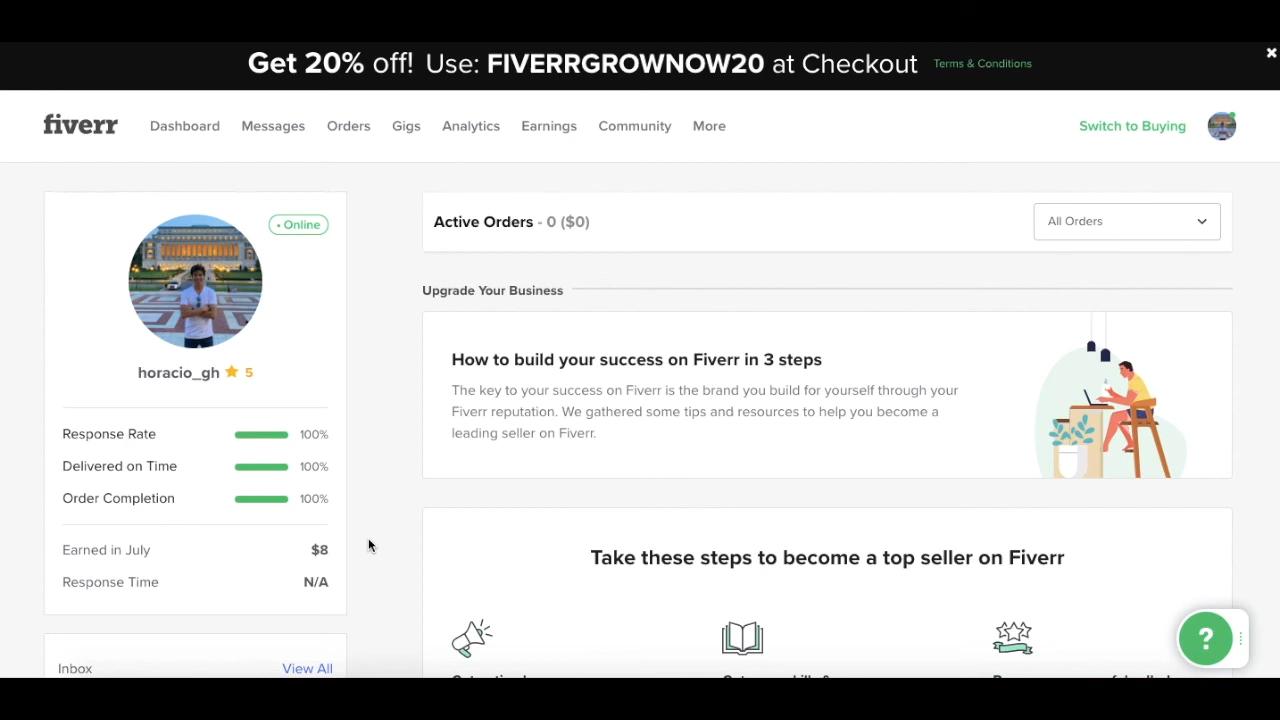 Get 20% off! Use: FIVERRGROWNOW20 at Checkout Terms & Conditions
fiverr Dashboard Messages Orders Gigs Analytics Earnings Community More Switch to Buying
• Online
horacio_gh 5
Response Rate 100%
Delivered on Time 100%
Order Completion 100%
Earned in July $8
Response Time N/A
Inbox View All
Active Orders - 0 ($0) All Orders
Upgrade Your Business
How to build your success on Fiverr in 3 steps
The key to your success on Fiverr is the brand you build for yourself through your
Fiverr reputation. We gathered some tips and resources to help you become a
leading seller on Fiverr.
Take these steps to become a top seller on Fiverr
?